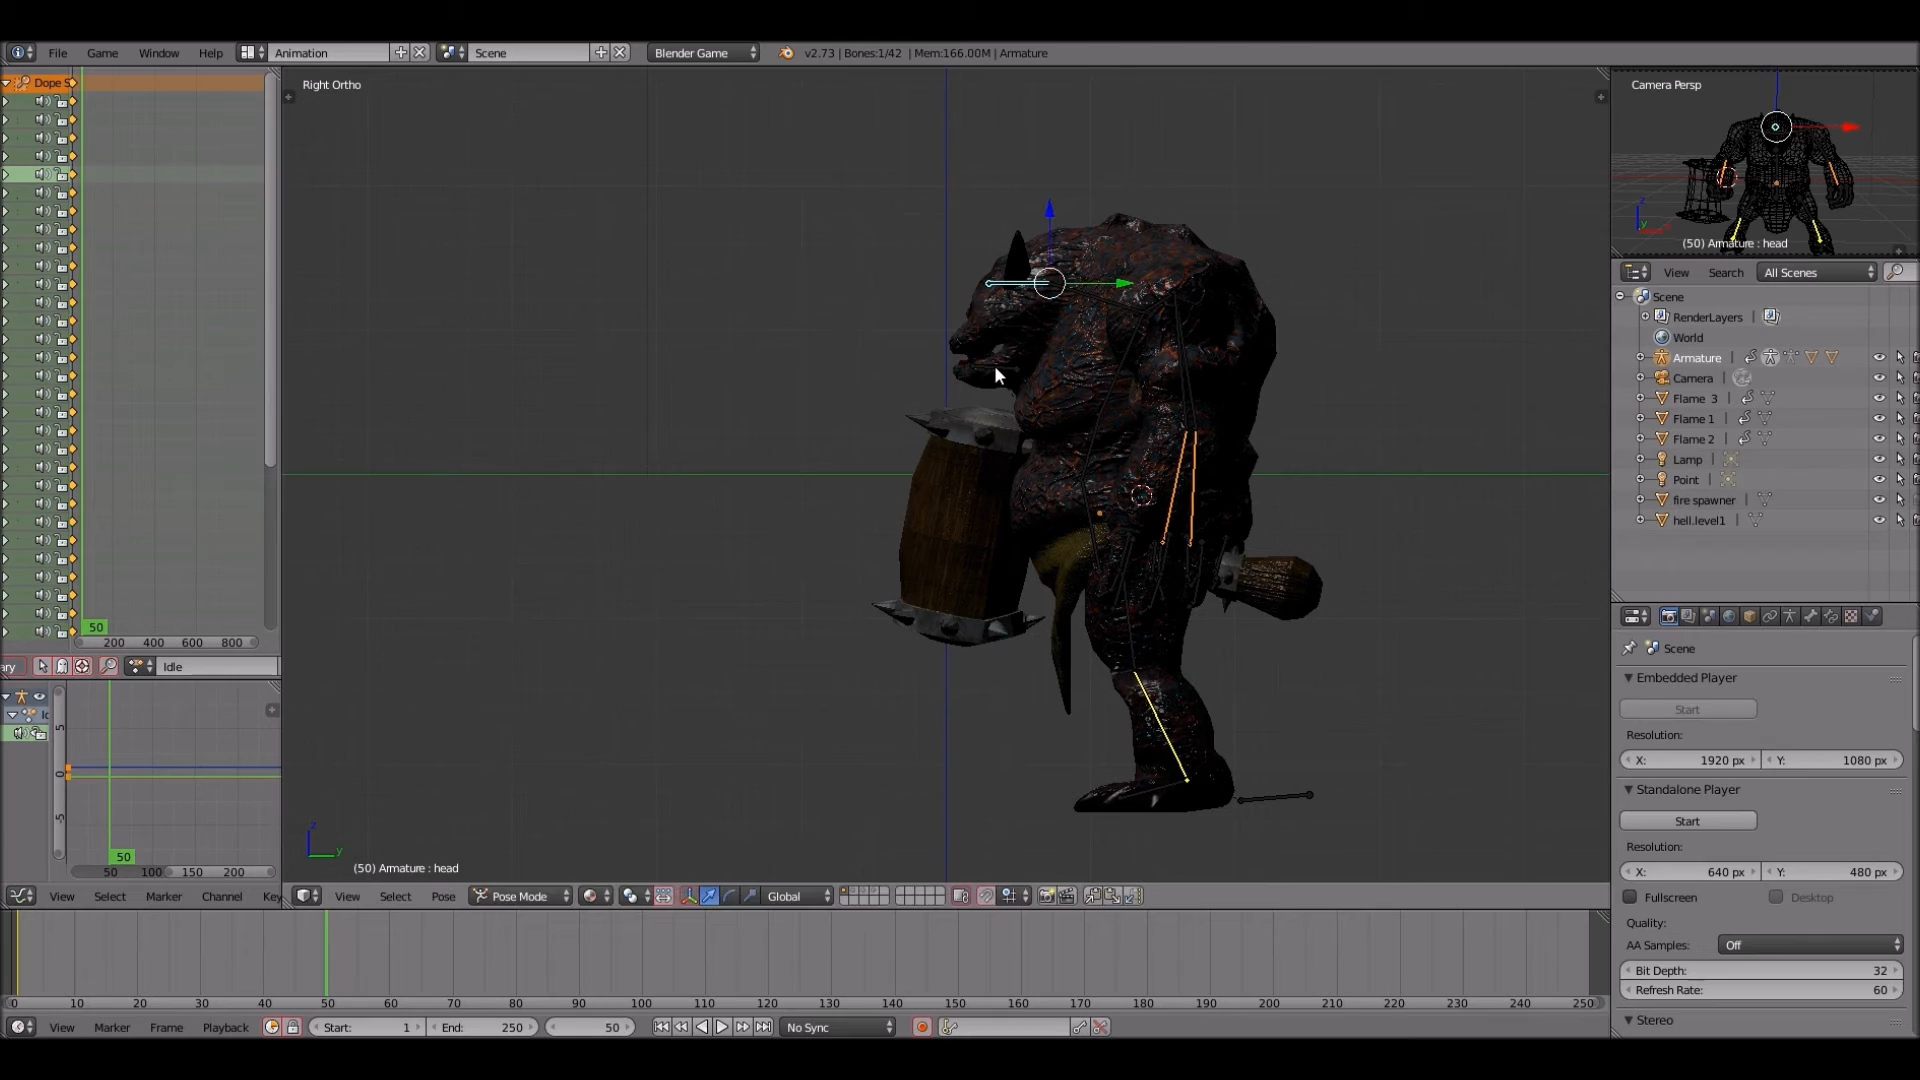 File Game Window Help Animation Scene Blender Game v2.73 | Bones:1/42 | Mem:166.00M | Armature
Dope S
200 400 600 800
50
ary Idle
5
0
-5
50
50 100 150 200
View Select Marker Channel Key
Right Ortho
z
y
(50) Armature : head
View Select Pose Pose Mode Global
Camera Persp
z
y
(50) Armature : head
View Search All Scenes
Scene
RenderLayers |
World
Armature |
Camera |
Flame 3 |
Flame 1 |
Flame 2 |
Lamp |
Point |
fire spawner |
hell.level1 |
Scene
Embedded Player
Start
Resolution:
X: 1920 px Y: 1080 px
Standalone Player
Start
Resolution:
X: 640 px Y: 480 px
Fullscreen Desktop
Quality:
AA Samples: Off
Bit Depth: 32
Refresh Rate: 60
Stereo
0 10 20 30 40 50 60 70 80 90 100 110 120 130 140 150 160 170 180 190 200 210 220 230 240 250
View Marker Frame Playback Start: 1 End: 250 50 No Sync